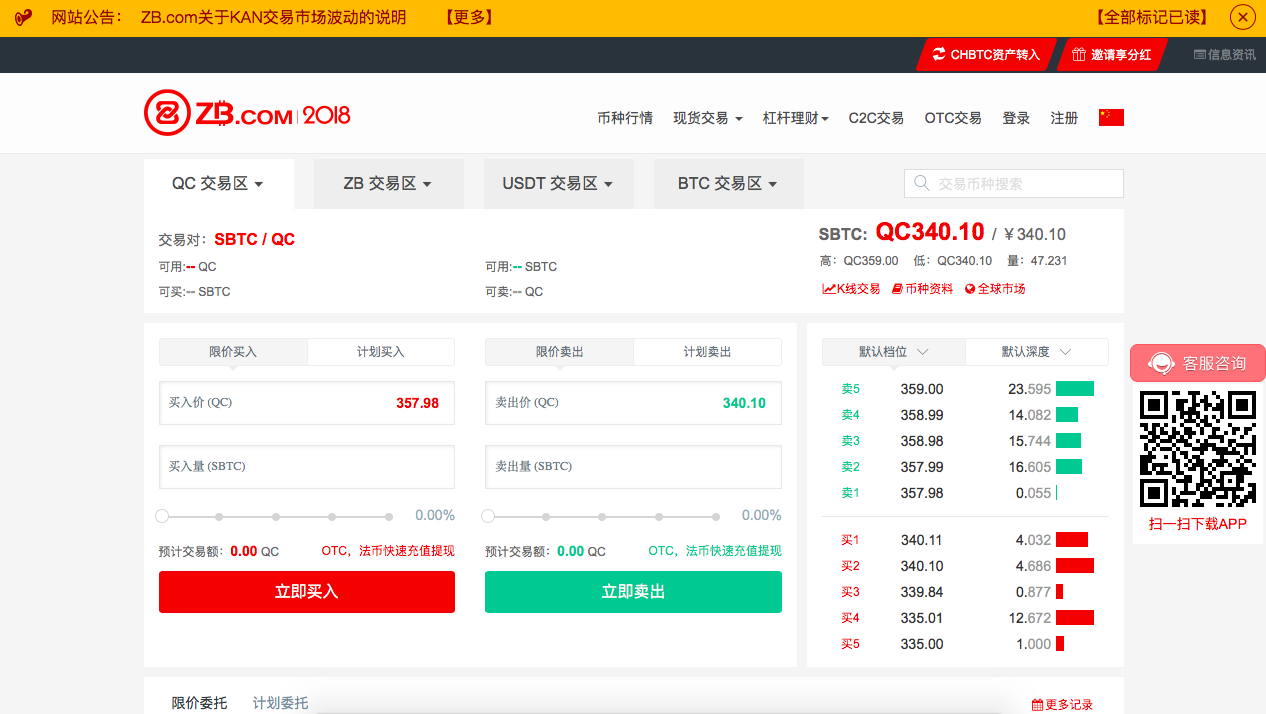 网站公告： ZB.com关于KAN交易市场波动的说明 【更多】 【全部标记已读】
CHBTC资产转入 邀请享分红 信息资讯
ZB.COM 2018 币种行情 现货交易 杠杆理财 C2C交易 OTC交易 登录 注册
QC 交易区 ZB 交易区 USDT 交易区 BTC 交易区 交易币种搜索
交易对： SBTC / QC SBTC: QC340.10 / ￥340.10
可用:-- QC 可用:-- SBTC 高: QC359.00 低: QC340.10 量: 47.231
可买:-- SBTC 可卖:-- QC K线交易 币种资料 全球市场
限价买入 计划买入 限价卖出 计划卖出 默认档位 默认深度
买入价 (QC) 357.98 卖出价 (QC) 340.10
买入量 (SBTC) 卖出量 (SBTC)
0.00% 0.00%
预计交易额: 0.00 QC OTC，法币快速充值提现 预计交易额: 0.00 QC OTC，法币快速充值提现
立即买入 立即卖出
卖5 359.00 23.595
卖4 358.99 14.082
卖3 358.98 15.744
卖2 357.99 16.605
卖1 357.98 0.055
买1 340.11 4.032
买2 340.10 4.686
买3 339.84 0.877
买4 335.01 12.672
买5 335.00 1.000
客服咨询
扫一扫下载APP
限价委托 计划委托 更多记录